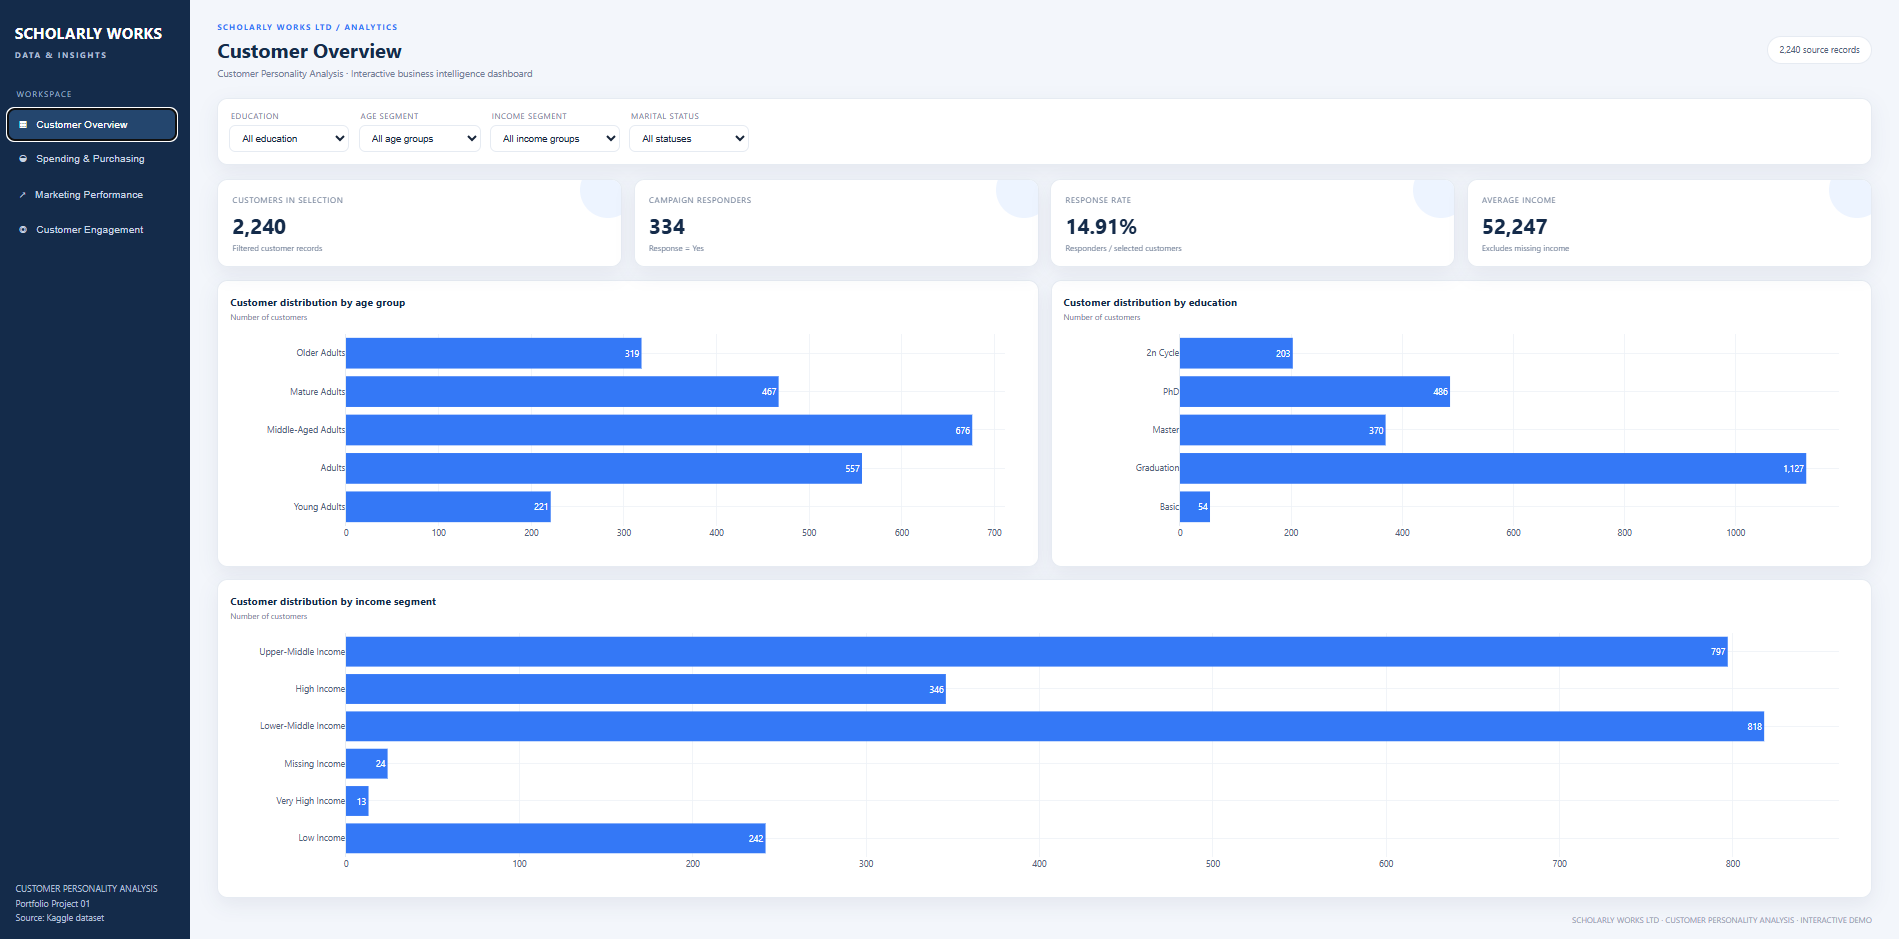 SCHOLARLY WORKS
DATA & INSIGHTS
WORKSPACE
Customer Overview
Spending & Purchasing
Marketing Performance
Customer Engagement
CUSTOMER PERSONALITY ANALYSIS
Portfolio Project 01
Source: Kaggle dataset
SCHOLARLY WORKS LTD / ANALYTICS
Customer Overview
Customer Personality Analysis · Interactive business intelligence dashboard
2,240 source records
EDUCATION
All education
AGE SEGMENT
All age groups
INCOME SEGMENT
All income groups
MARITAL STATUS
All statuses
CUSTOMERS IN SELECTION
2,240
Filtered customer records
CAMPAIGN RESPONDERS
334
Response = Yes
RESPONSE RATE
14.91%
Responders / selected customers
AVERAGE INCOME
52,247
Excludes missing income
Customer distribution by age group
Number of customers
Older Adults 319
Mature Adults 467
Middle-Aged Adults 676
Adults 557
Young Adults 221
0 100 200 300 400 500 600 700
Customer distribution by education
Number of customers
2n Cycle 203
PhD 486
Master 370
Graduation 1,127
Basic 54
0 200 400 600 800 1000
Customer distribution by income segment
Number of customers
Upper-Middle Income 797
High Income 346
Lower-Middle Income 818
Missing Income 24
Very High Income 13
Low Income 242
0 100 200 300 400 500 600 700 800
SCHOLARLY WORKS LTD · CUSTOMER PERSONALITY ANALYSIS · INTERACTIVE DEMO